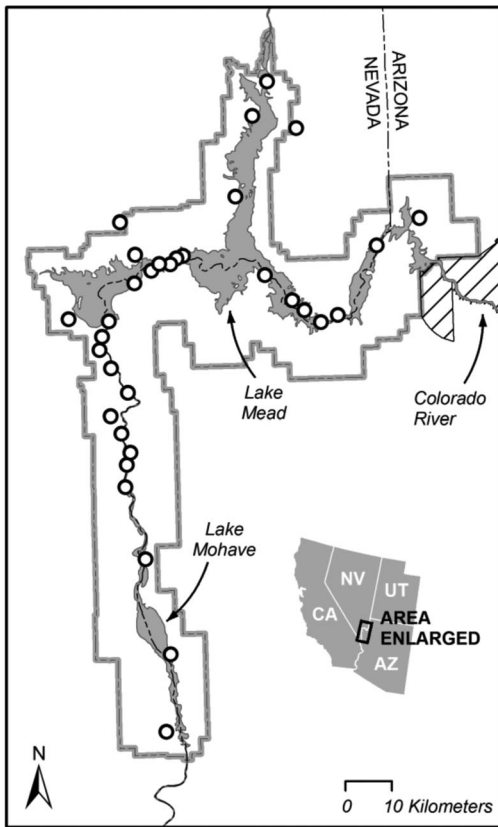 ARIZONA
NEVADA
Lake
Mead
Colorado
River
Lake
Mohave
NV
UT
CA
AREA
ENLARGED
AZ
N
0 10 Kilometers